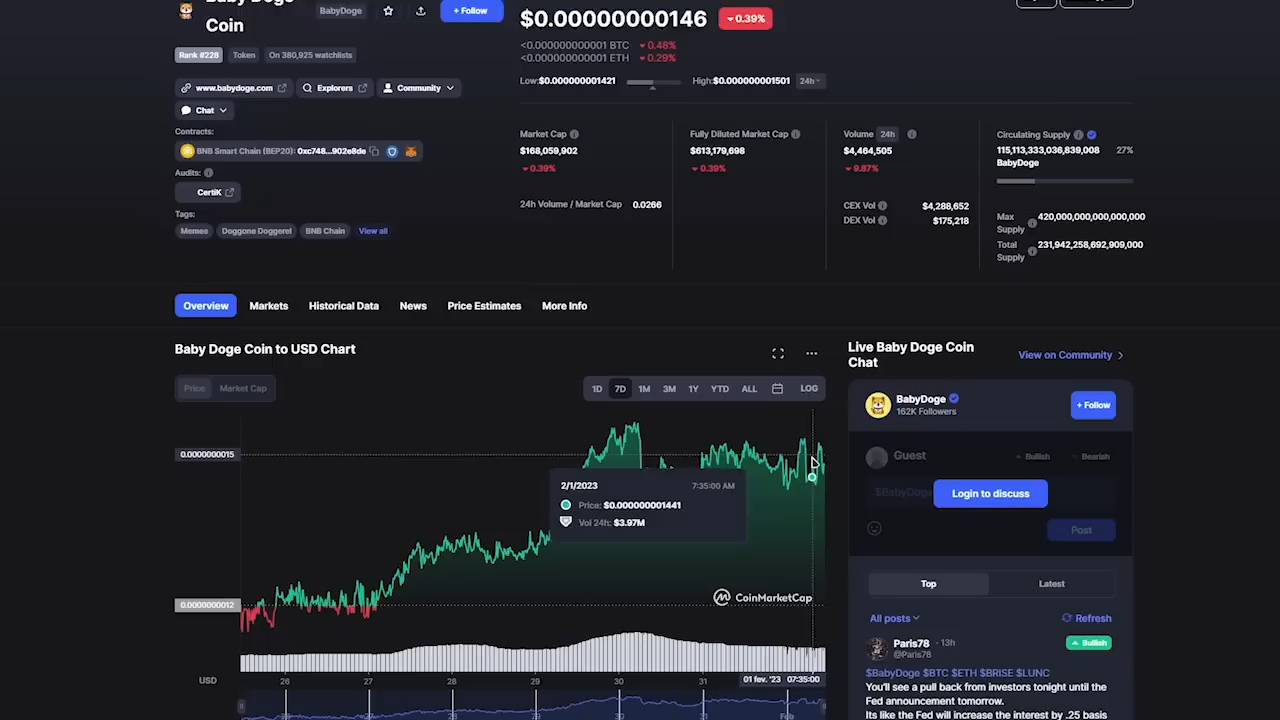 Baby Doge
Coin
BabyDoge
+ Follow
Rank #228
Token
On 380,925 watchlists
www.babydoge.com
Explorers
Community
Chat
Contracts:
BNB Smart Chain (BEP20): 0xc748...902e8de
Audits:
CertiK
Tags:
Memes
Doggone Doggerel
BNB Chain
View all
$0.00000000146
0.39%
<0.000000000001 BTC
0.48%
<0.000000000001 ETH
0.29%
Low:$0.000000001421
High:$0.000000001501
24h
Market Cap
$168,059,902
0.39%
24h Volume / Market Cap
0.0266
Fully Diluted Market Cap
$613,179,698
0.39%
Volume 24h
$4,464,505
9.87%
CEX Vol
$4,288,652
DEX Vol
$175,218
Circulating Supply
115,113,333,036,839,008
BabyDoge
27%
Max
Supply
420,000,000,000,000,000
Total
Supply
231,942,258,692,909,000
Overview
Markets
Historical Data
News
Price Estimates
More Info
Baby Doge Coin to USD Chart
Price
Market Cap
1D
7D
1M
3M
1Y
YTD
ALL
LOG
0.0000000015
0.0000000012
2/1/2023
7:35:00 AM
Price: $0.000000001441
Vol 24h: $3.97M
CoinMarketCap
USD
26
27
28
29
30
31
01 fev. '23 07:35:00
Live Baby Doge Coin
Chat
View on Community
BabyDoge
162K Followers
+ Follow
Guest
Bullish
Bearish
$BabyDoge
Login to discuss
Post
Top
Latest
All posts
Refresh
Paris78 · 13h
@Paris78
Bullish
$BabyDoge $BTC $ETH $BRISE $LUNC
You'll see a pull back from investors tonight until the
Fed announcement tomorrow.
Its like the Fed will increase the interest by .25 basis